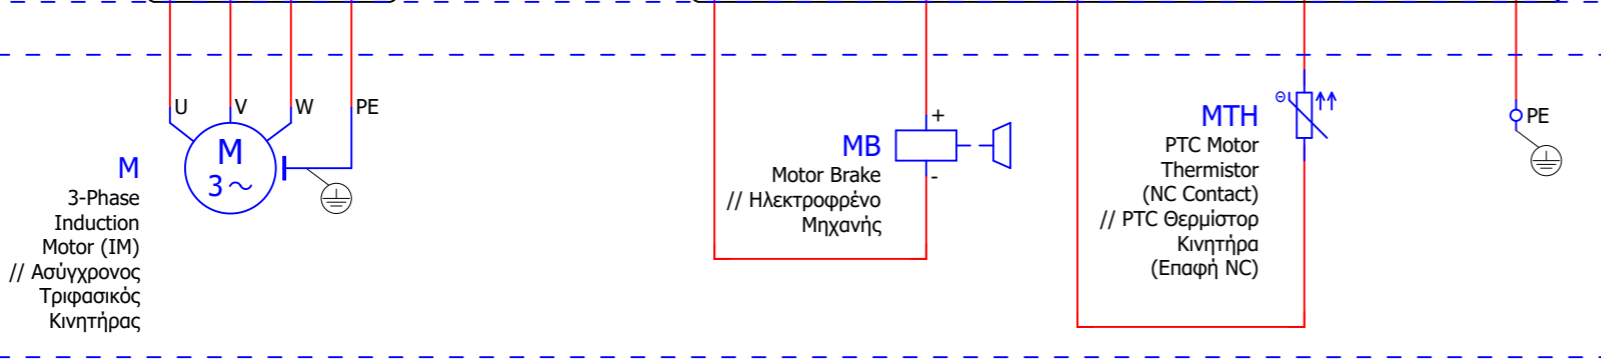 U
V
W
PE
M
3～
M
3-Phase
Induction
Motor (IM)
// Ασύγχρονος
Τριφασικός
Κινητήρας
+
-
MB
Motor Brake
// Ηλεκτροφρένο
Μηχανής
Θ
MTH
PTC Motor
Thermistor
(NC Contact)
// PTC Θερμίστορ
Κινητήρα
(Επαφή NC)
PE